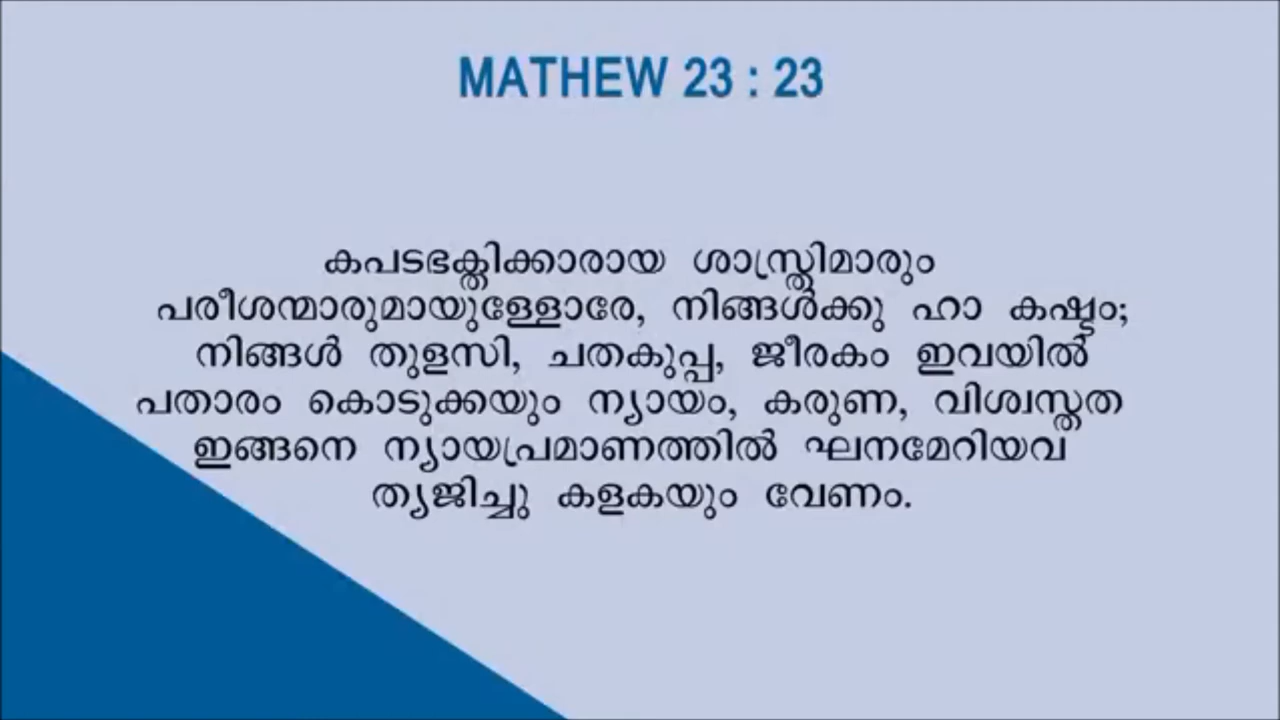 MATHEW 23 : 23
കപടഭക്തിക്കാരായ ശാസ്ത്രിമാരും
പരീശന്മാരുമായുള്ളോരേ, നിങ്ങൾക്കു ഹാ കഷ്ടം;
നിങ്ങൾ തുളസി, ചതകുപ്പ, ജീരകം ഇവയിൽ
പതാരം കൊടുക്കയും ന്യായം, കരുണ, വിശ്വസ്തത
ഇങ്ങനെ ന്യായപ്രമാണത്തിൽ ഘനമേറിയവ
ത്യജിച്ചു കളകയും വേണം.